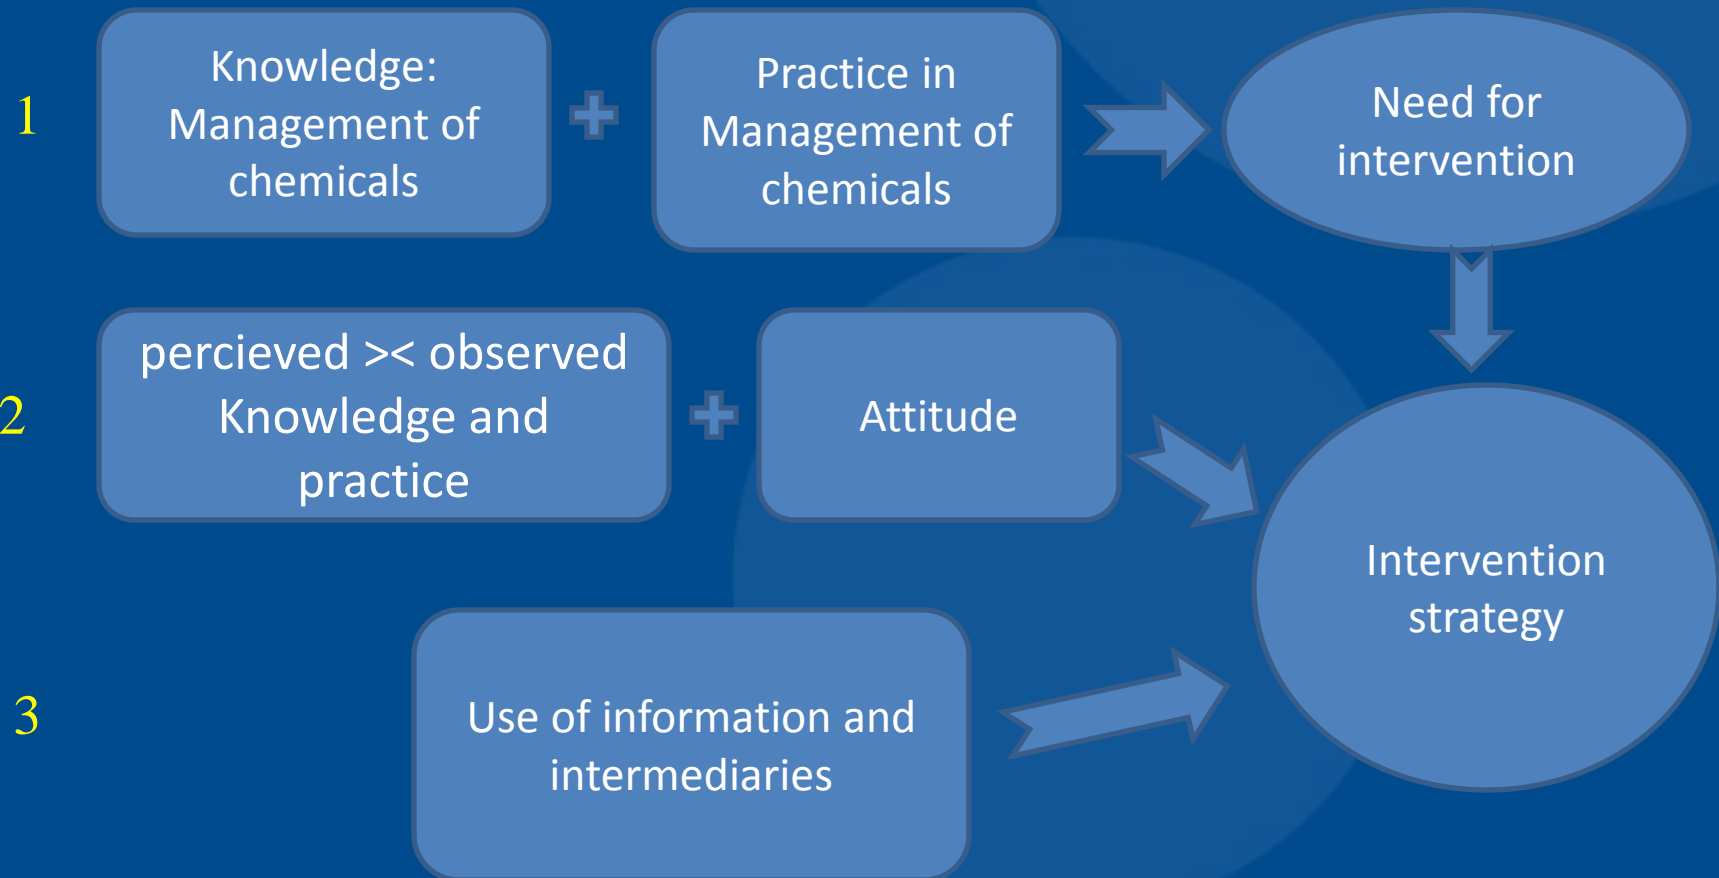 1
Knowledge:
Management of
chemicals
Practice in
Management of
chemicals
Need for
intervention
2
percieved >< observed
Knowledge and
practice
Attitude
Intervention
strategy
3
Use of information and
intermediaries